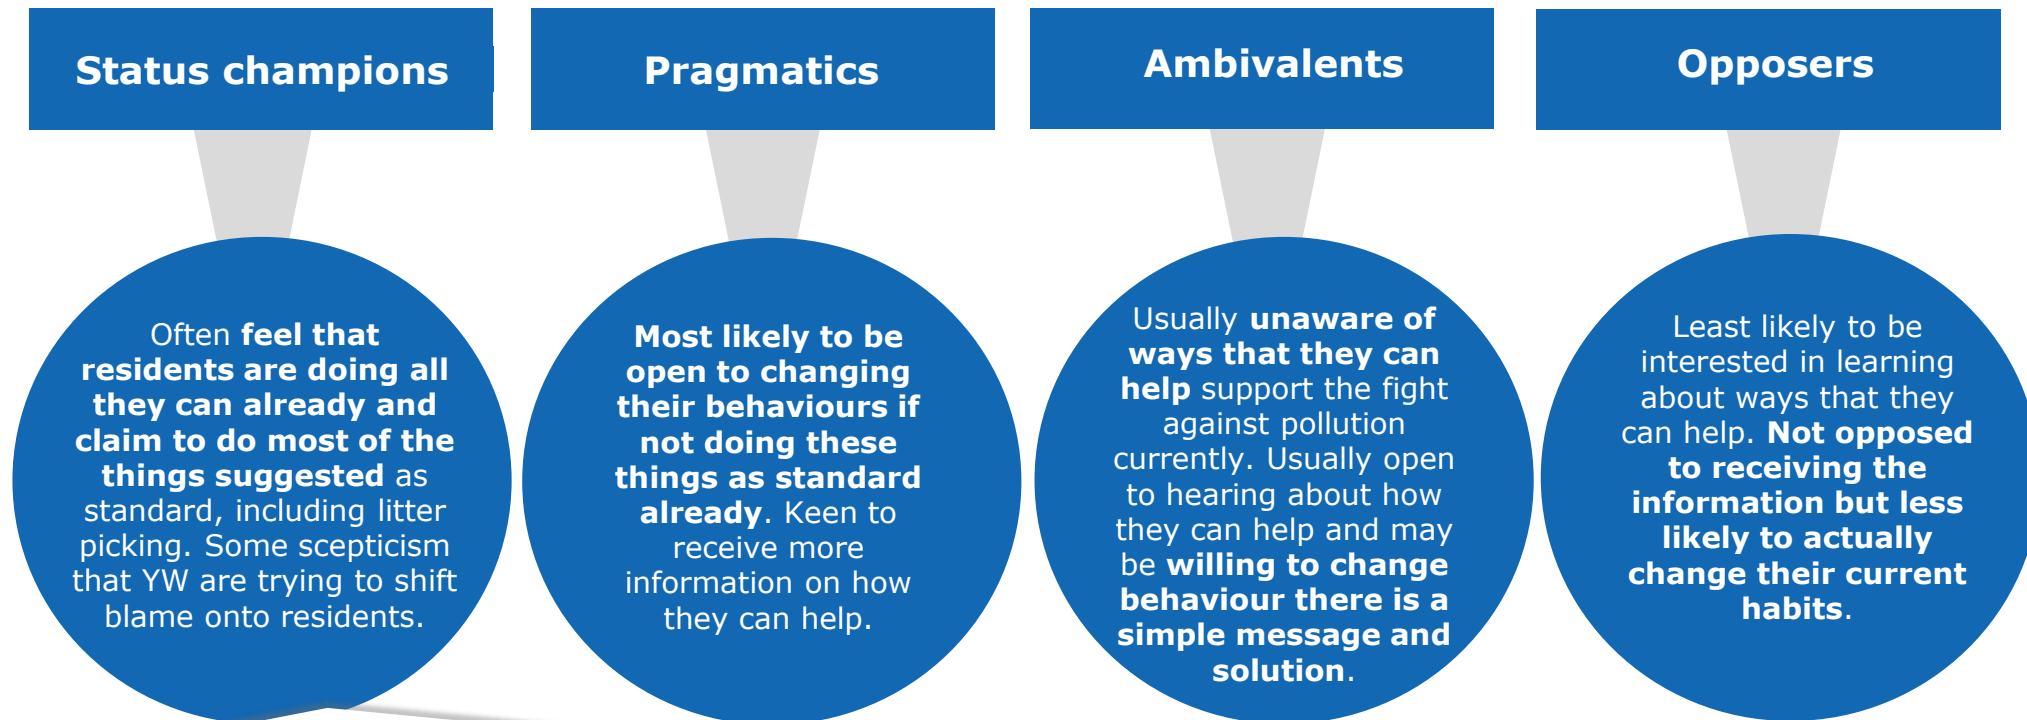 Status champions
Often feel that
residents are doing all
they can already and
claim to do most of the
things suggested as
standard, including litter
picking. Some scepticism
that YW are trying to shift
blame onto residents.
Pragmatics
Most likely to be
open to changing
their behaviours if
not doing these
things as standard
already. Keen to
receive more
information on how
they can help.
Ambivalents
Usually unaware of
ways that they can
help support the fight
against pollution
currently. Usually open
to hearing about how
they can help and may
be willing to change
behaviour there is a
simple message and
solution.
Opposers
Least likely to be
interested in learning
about ways that they
can help. Not opposed
to receiving the
information but less
likely to actually
change their current
habits.